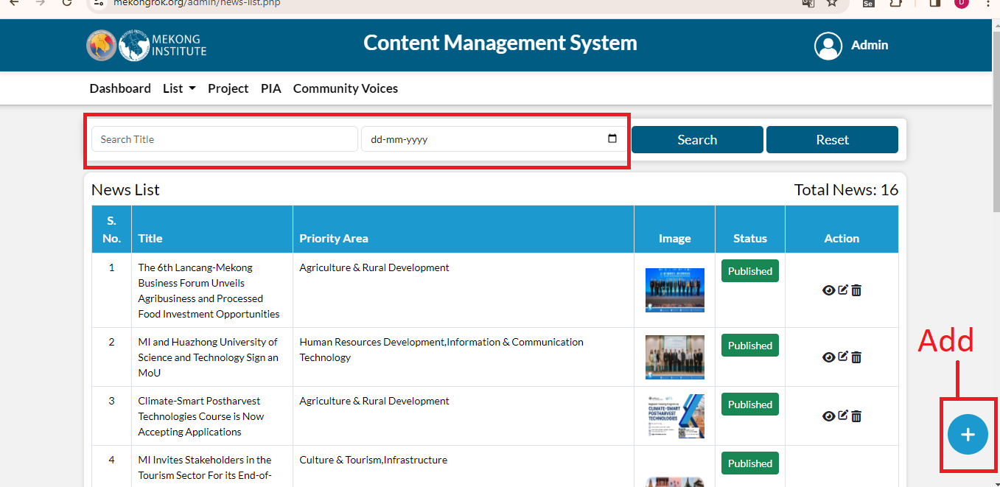 mekongrok.org/admin/news-list.php
Se
D
MEKONG
INSTITUTE
Content Management System
Admin
Dashboard List Project PIA Community Voices
Search Title
dd-mm-yyyy
Search
Reset
News List
Total News: 16
S.
No.
Title
Priority Area
Image
Status
Action
1
The 6th Lancang-Mekong
Business Forum Unveils
Agribusiness and Processed
Food Investment Opportunities
Agriculture & Rural Development
Published
2
MI and Huazhong University of
Science and Technology Sign an
MoU
Human Resources Development,Information & Communication
Technology
Published
3
Climate-Smart Postharvest
Technologies Course is Now
Accepting Applications
Agriculture & Rural Development
CLIMATE-SMART
POSTHARVEST
TECHNOLOGIES
Published
4
MI Invites Stakeholders in the
Tourism Sector For its End-of-
Culture & Tourism,Infrastructure
Published
Add
+